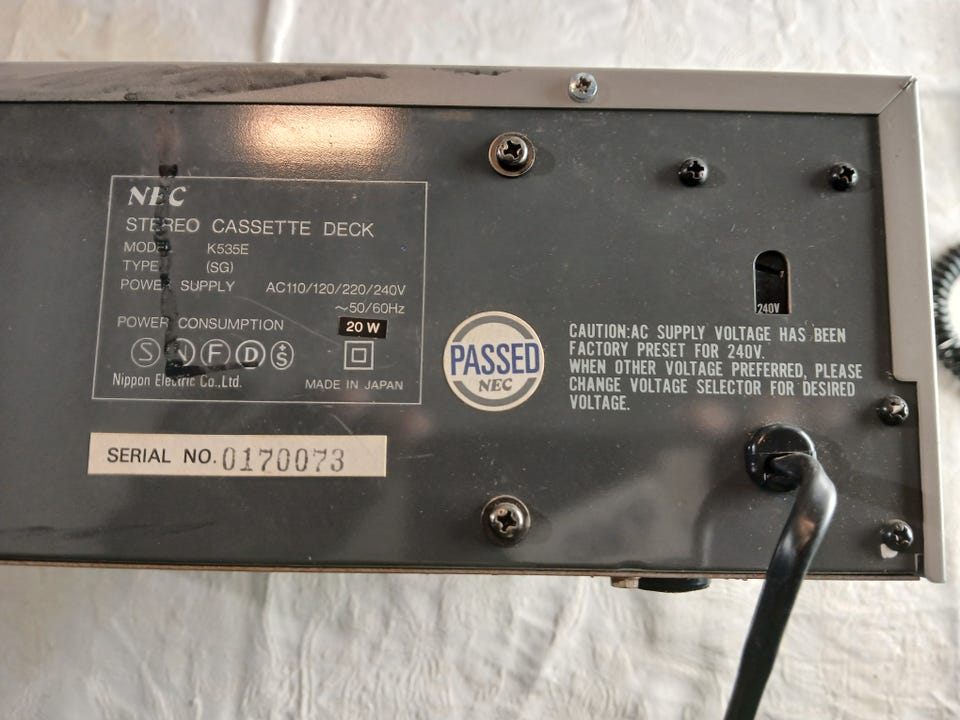 NEC
STEREO CASSETTE DECK
MODEL K535E
TYPE (SG)
POWER SUPPLY AC110/120/220/240V
~50/60Hz
POWER CONSUMPTION 20 W
S N F D S
Nippon Electric Co.,Ltd. MADE IN JAPAN
SERIAL NO. 0170073
PASSED
NEC
240V
CAUTION:AC SUPPLY VOLTAGE HAS BEEN
FACTORY PRESET FOR 240V.
WHEN OTHER VOLTAGE PREFERRED, PLEASE
CHANGE VOLTAGE SELECTOR FOR DESIRED
VOLTAGE.